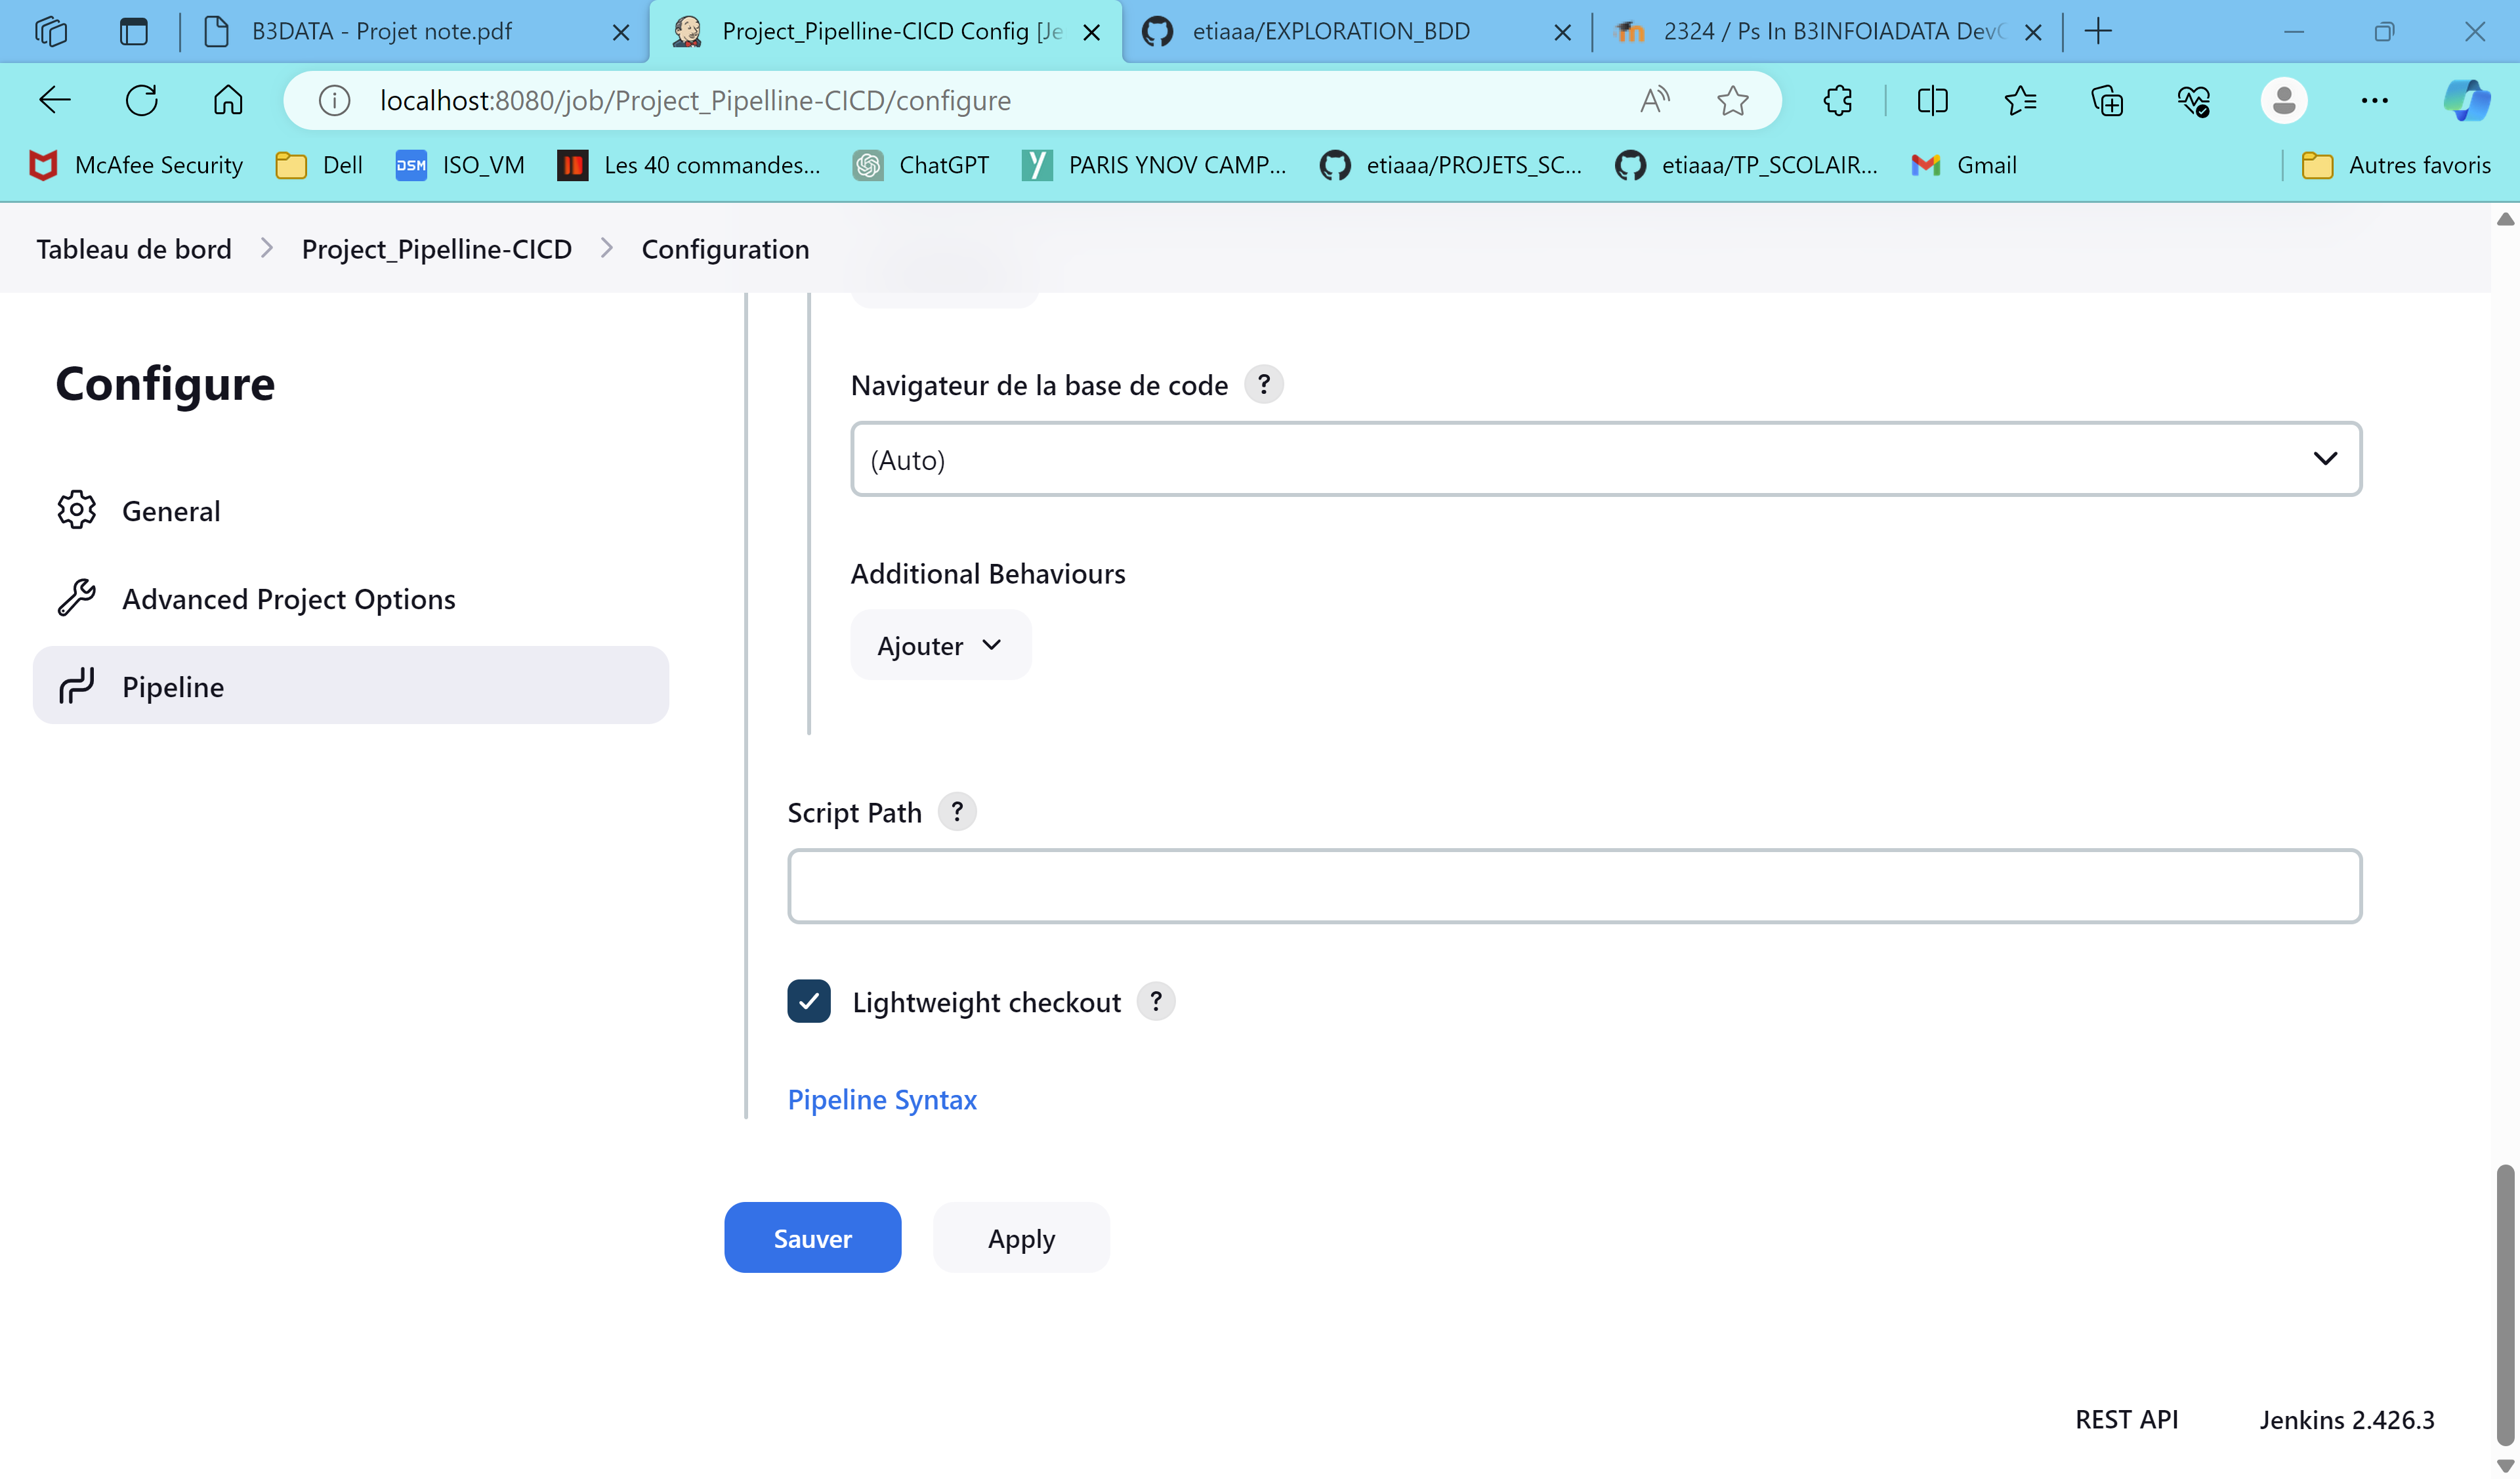 B3DATA - Projet note.pdf
Project_Pipelline-CICD Config [Je
etiaaa/EXPLORATION_BDD
2324 / Ps In B3INFOIADATA Dev
localhost:8080/job/Project_Pipelline-CICD/configure
McAfee Security
Dell
DSM
ISO_VM
Les 40 commandes...
ChatGPT
PARIS YNOV CAMP...
etiaaa/PROJETS_SC...
etiaaa/TP_SCOLAIR...
Gmail
Autres favoris
Tableau de bord
Project_Pipelline-CICD
Configuration
Configure
General
Advanced Project Options
Pipeline
Navigateur de la base de code ?
(Auto)
Additional Behaviours
Ajouter
Script Path ?
Lightweight checkout ?
Pipeline Syntax
Sauver
Apply
REST API
Jenkins 2.426.3